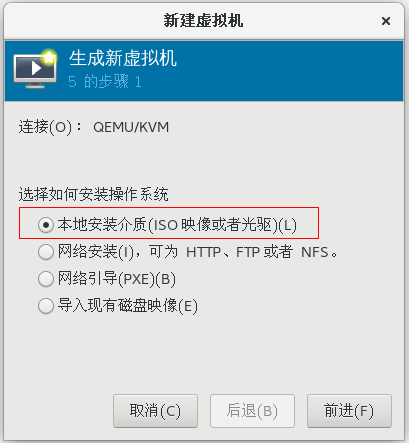 新建虚拟机
生成新虚拟机
5 的步骤 1
连接(O)： QEMU/KVM
选择如何安装操作系统
本地安装介质(ISO 映像或者光驱)(L)
网络安装(I)，可为 HTTP、FTP 或者 NFS。
网络引导(PXE)(B)
导入现有磁盘映像(E)
取消(C) 后退(B) 前进(F)